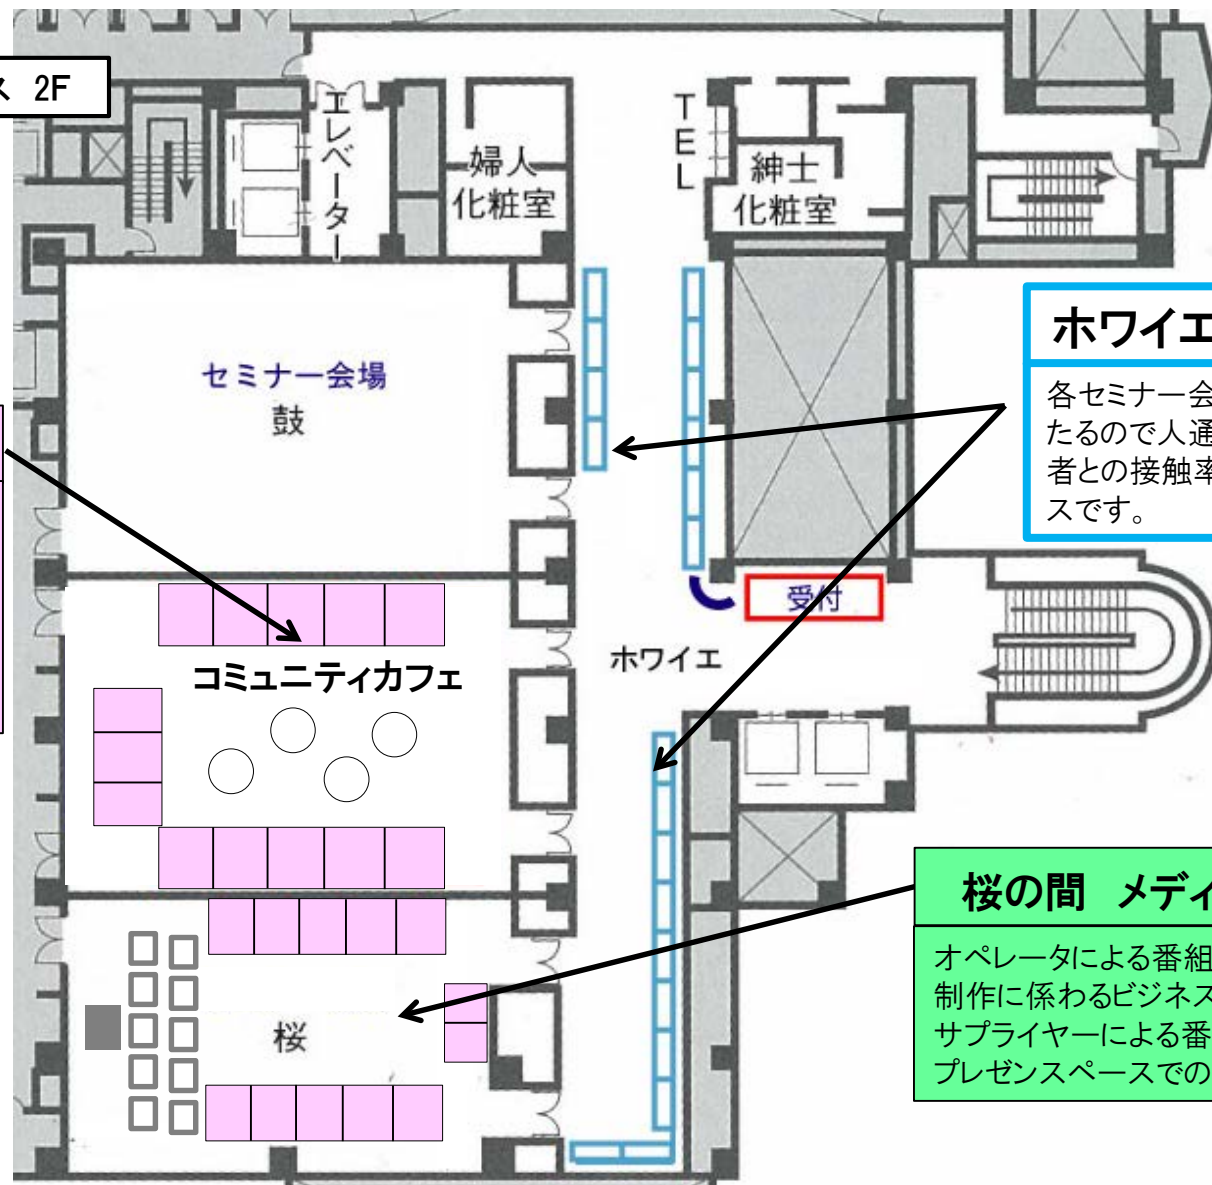 ス 2F
エレベーター
婦人
化粧室
TEL
紳士
化粧室
セミナー会場
鼓
ホワイエ
各セミナー会
たるので人通
者との接触率
スです。
受付
コミュニティカフェ
ホワイエ
桜の間 メディ
オペレータによる番組
制作に係わるビジネス
サプライヤーによる番
プレゼンスペースでの
桜